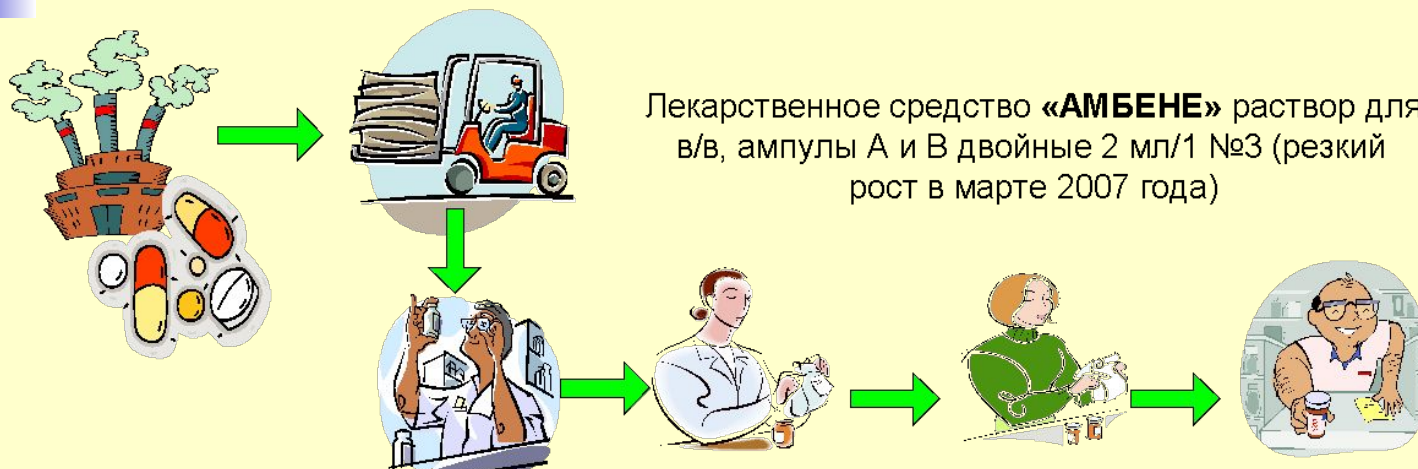 Лекарственное средство «АМБЕНЕ» раствор для
в/в, ампулы А и В двойные 2 мл/1 №3 (резкий
рост в марте 2007 года)